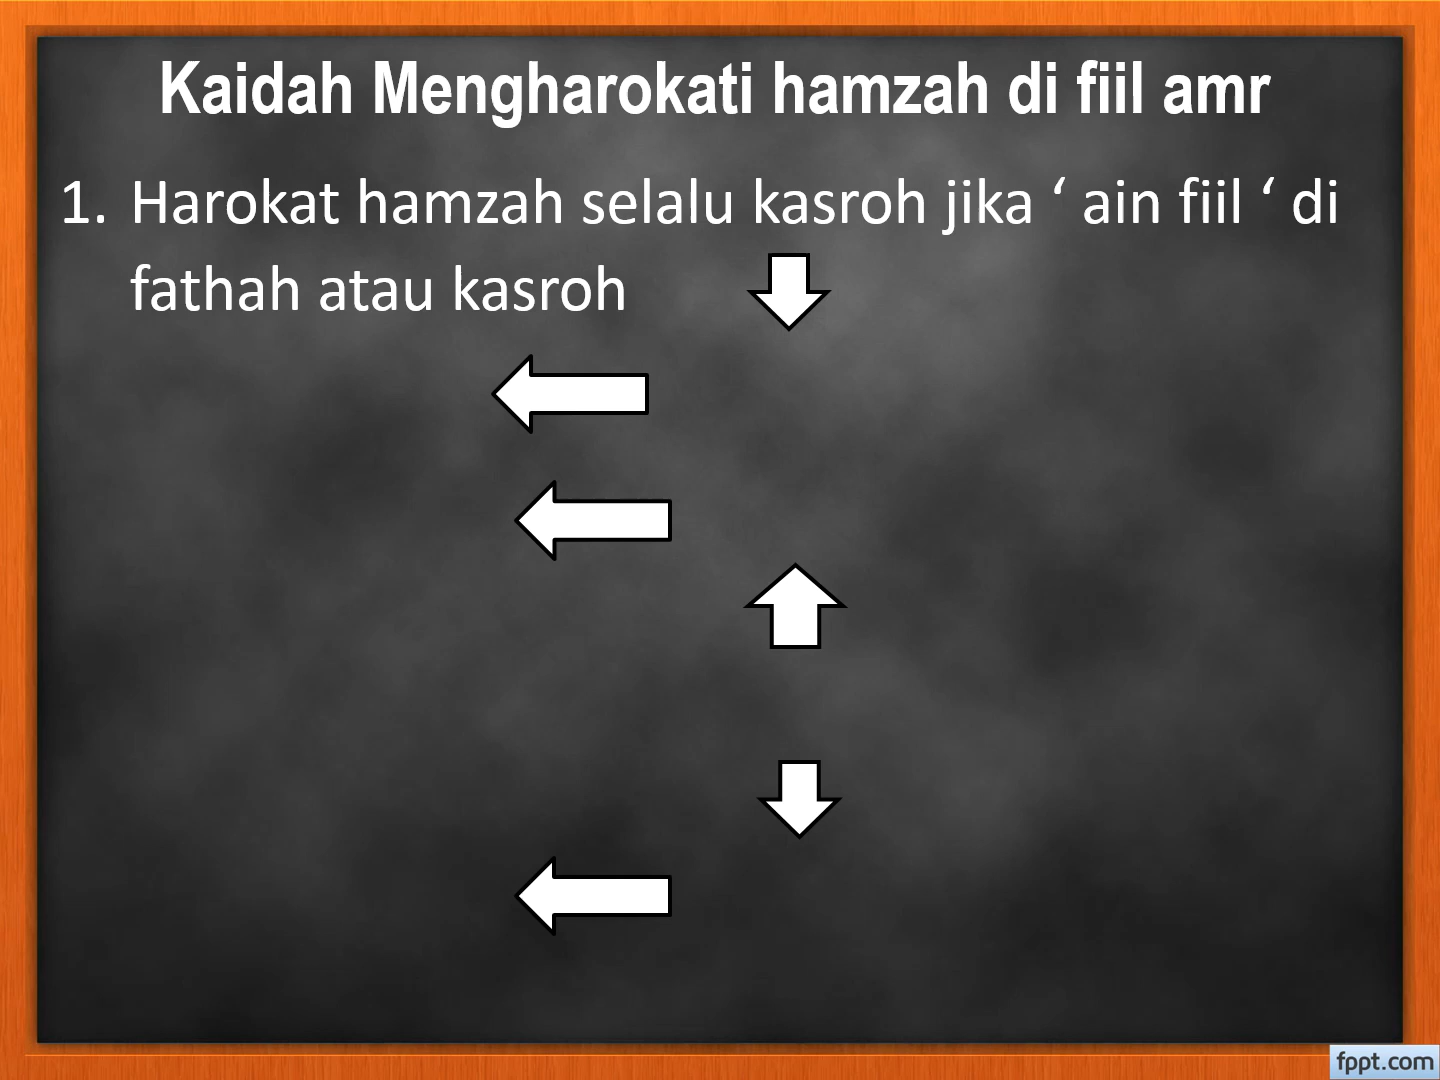 Kaidah Mengharokati hamzah di fiil amr
1. Harokat hamzah selalu kasroh jika ‘ ain fiil ‘ di
fathah atau kasroh
fppt.com